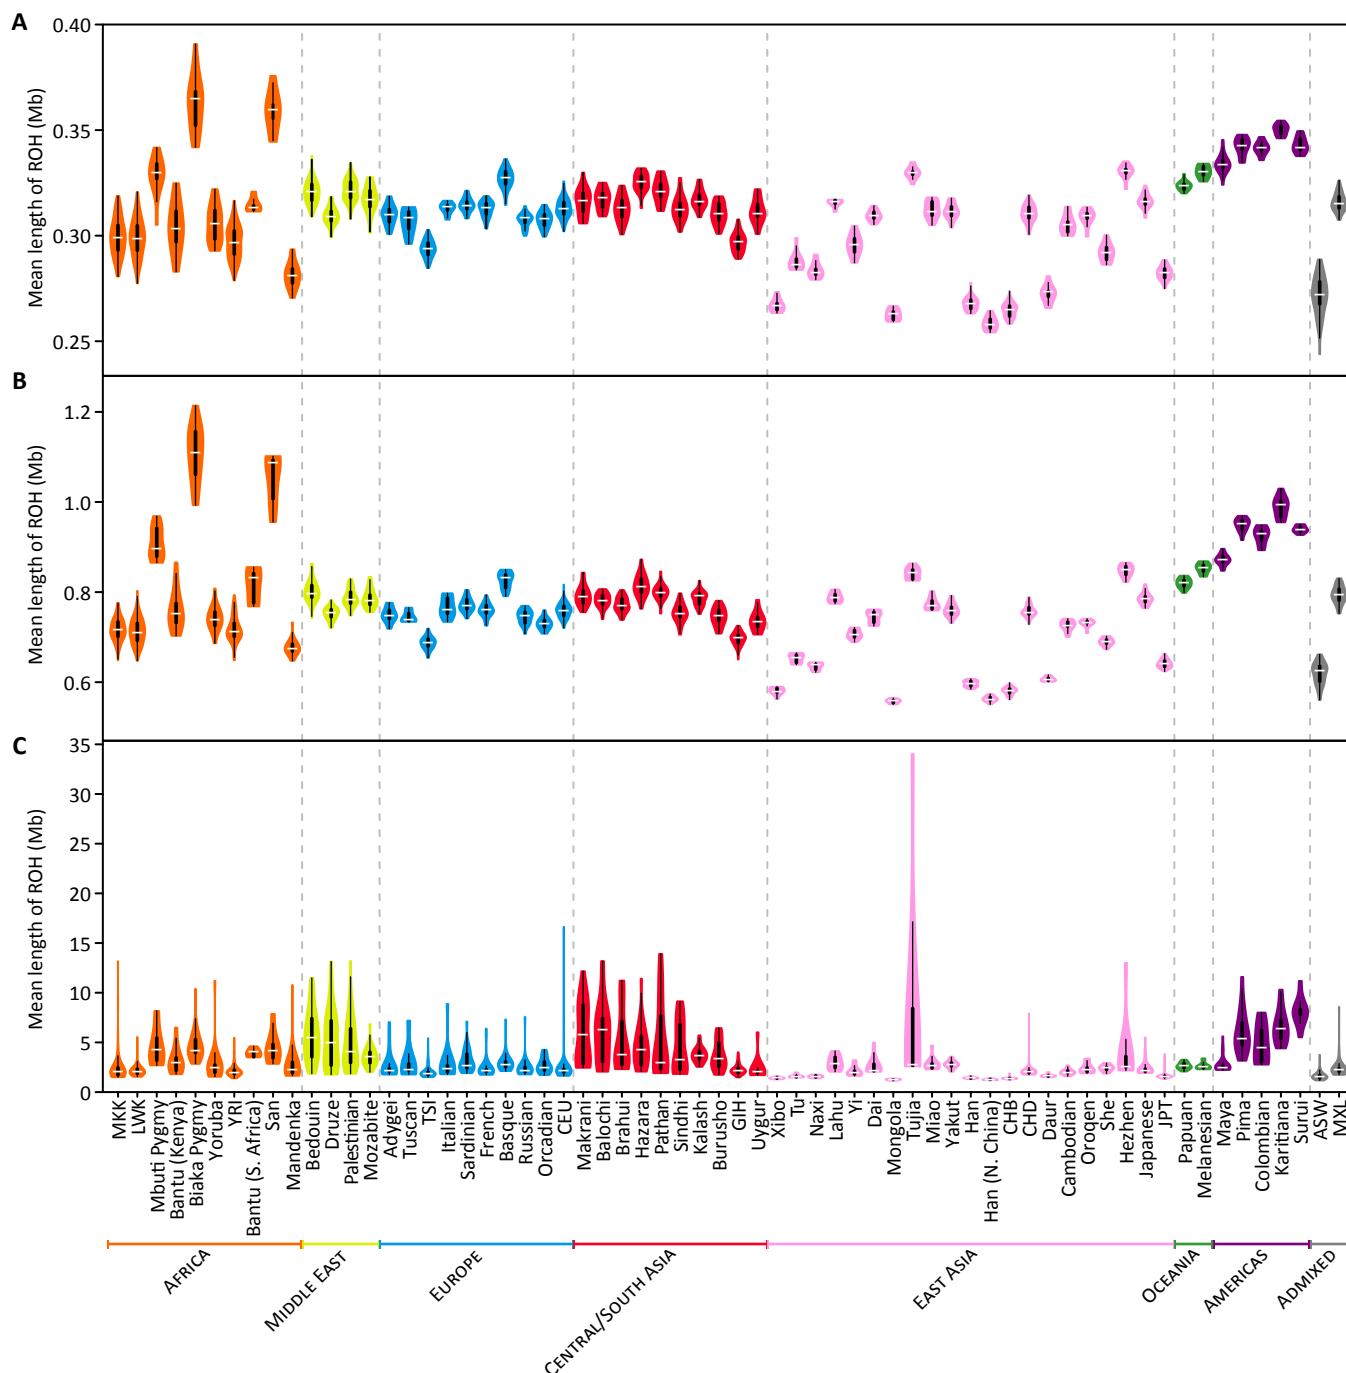 A
Mean length of ROH (Mb)
0.40
0.35
0.30
0.25
B
Mean length of ROH (Mb)
1.2
1.0
0.8
0.6
C
Mean length of ROH (Mb)
35
30
25
20
15
10
5
0
MKK
LWK
Mbuti Pygmy
Bantu (Kenya)
Biaka Pygmy
Yoruba
YRI
Bantu (S. Africa)
San
Mandenka
Bedouin
Druze
Palestinian
Mozabite
Adygei
Tuscan
TSI
Italian
Sardinian
French
Basque
Russian
Orcadian
CEU
Makrani
Balochi
Brahui
Hazara
Pathan
Sindhi
Kalash
Burusho
GIH
Uygur
Xibo
Tu
Naxi
Lahu
Yi
Dai
Mongola
Tujia
Miao
Yakut
Han
Han (N. China)
CHB
CHD
Daur
Cambodian
Oroqen
She
Hezhen
Japanese
JPT
Papuan
Melanesian
Maya
Pima
Colombian
Karitiana
Surui
ASW
MXL
AFRICA
MIDDLE EAST
EUROPE
CENTRAL/SOUTH ASIA
EAST ASIA
OCEANIA
AMERICAS
ADMIXED